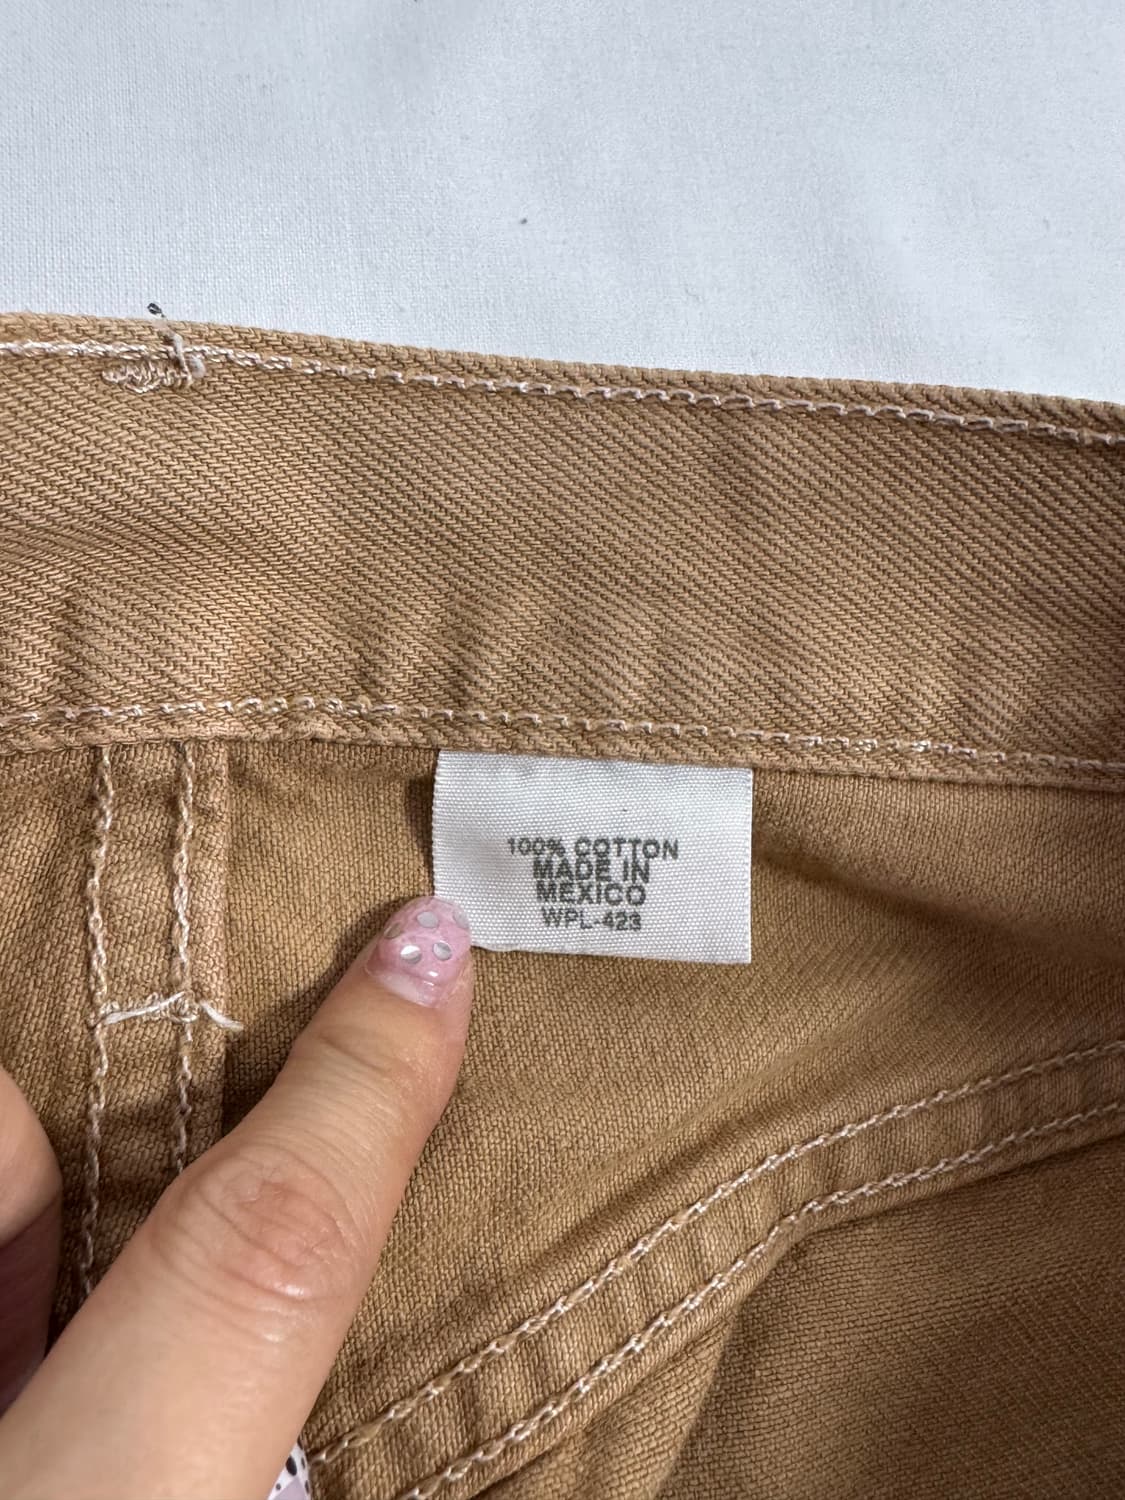 100% COTTON
MADE IN
MEXICO
WPL-423